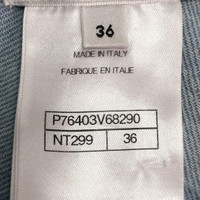 36
MADE IN ITALY
FABRIQUE EN ITALIE
P76403V68290
NT299 36